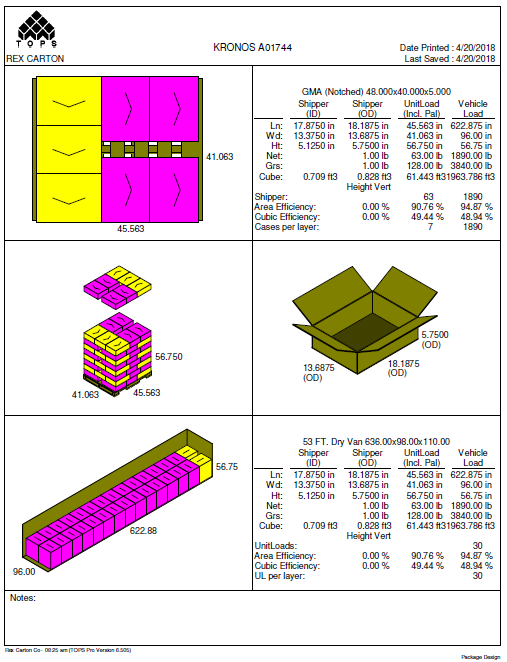 TOPS
REX CARTON
KRONOS A01744
Date Printed : 4/20/2018
Last Saved : 4/20/2018
41.063
45.563
GMA (Notched) 48.000x40.000x5.000
Shipper Shipper UnitLoad Vehicle
(ID) (OD) (Incl. Pal) Load
Ln: 17.8750 in 18.1875 in 45.563 in 622.875 in
Wd: 13.3750 in 13.6875 in 41.063 in 96.00 in
Ht: 5.1250 in 5.7500 in 56.750 in 56.75 in
Net: 1.00 lb 63.00 lb 1890.00 lb
Grs: 1.00 lb 128.00 lb 3840.00 lb
Cube: 0.709 ft3 0.828 ft3 61.443 ft3 1963.786 ft3
Height Vert
Shipper: 63 1890
Area Efficiency: 0.00 % 90.76 % 94.87 %
Cubic Efficiency: 0.00 % 49.44 % 48.94 %
Cases per layer: 7 1890
56.750
41.063
45.563
5.7500
(OD)
13.6875
(OD)
18.1875
(OD)
56.75
622.88
96.00
53 FT. Dry Van 636.00x98.00x110.00
Shipper Shipper UnitLoad Vehicle
(ID) (OD) (Incl. Pal) Load
Ln: 17.8750 in 18.1875 in 45.563 in 622.875 in
Wd: 13.3750 in 13.6875 in 41.063 in 96.00 in
Ht: 5.1250 in 5.7500 in 56.750 in 56.75 in
Net: 1.00 lb 63.00 lb 1890.00 lb
Grs: 1.00 lb 128.00 lb 3840.00 lb
Cube: 0.709 ft3 0.828 ft3 61.443 ft3 1963.786 ft3
Height Vert
UnitLoads: 30
Area Efficiency: 0.00 % 90.76 % 94.87 %
Cubic Efficiency: 0.00 % 49.44 % 48.94 %
UL per layer: 30
Notes:
Rex Carton Co - 08:25 am (TOPS Pro Version 6.505)
Package Design